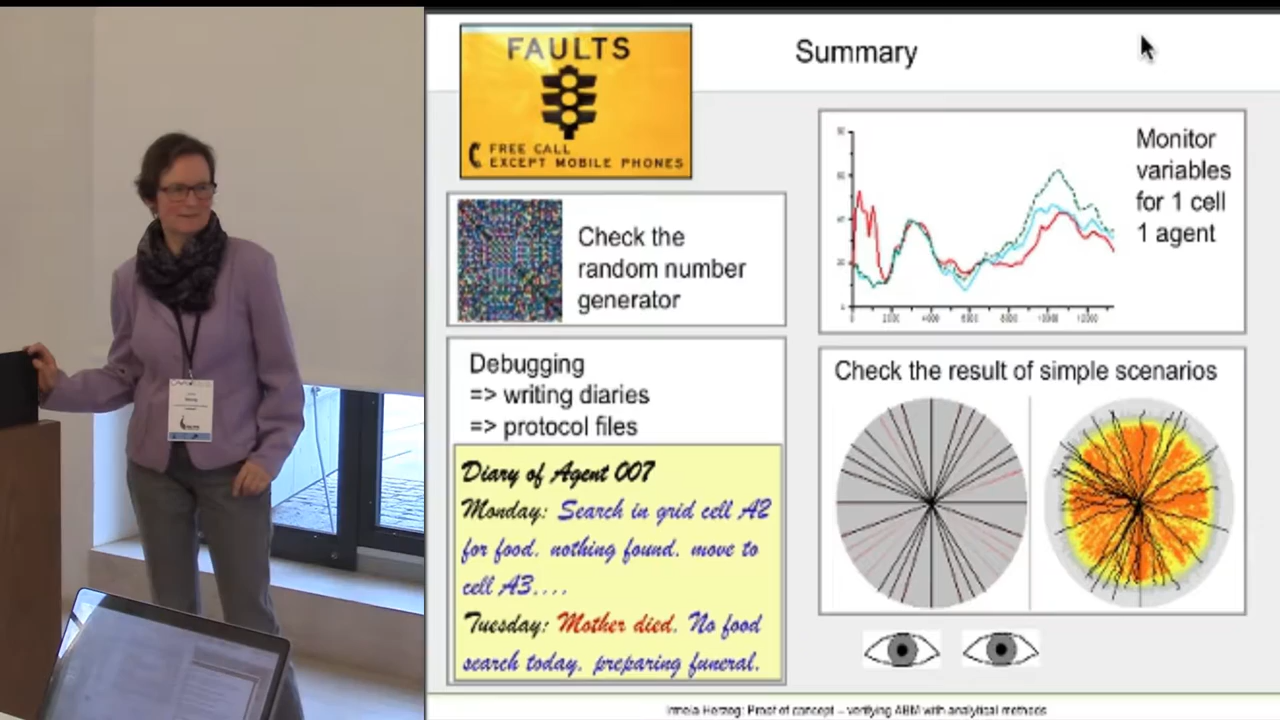 FAULTS
FREE CALL
EXCEPT MOBILE PHONES
Summary
Check the
random number
generator
Debugging
=> writing diaries
=> protocol files
Diary of Agent 007
Monday: Search in grid cell A2
for food. nothing found. move to
cell A3....
Tuesday: Mother died. No food
search today. preparing funeral.
Monitor
variables
for 1 cell
1 agent
Check the result of simple scenarios
Irmela Herzog: Proof of concept – verifying ABM with analytical methods